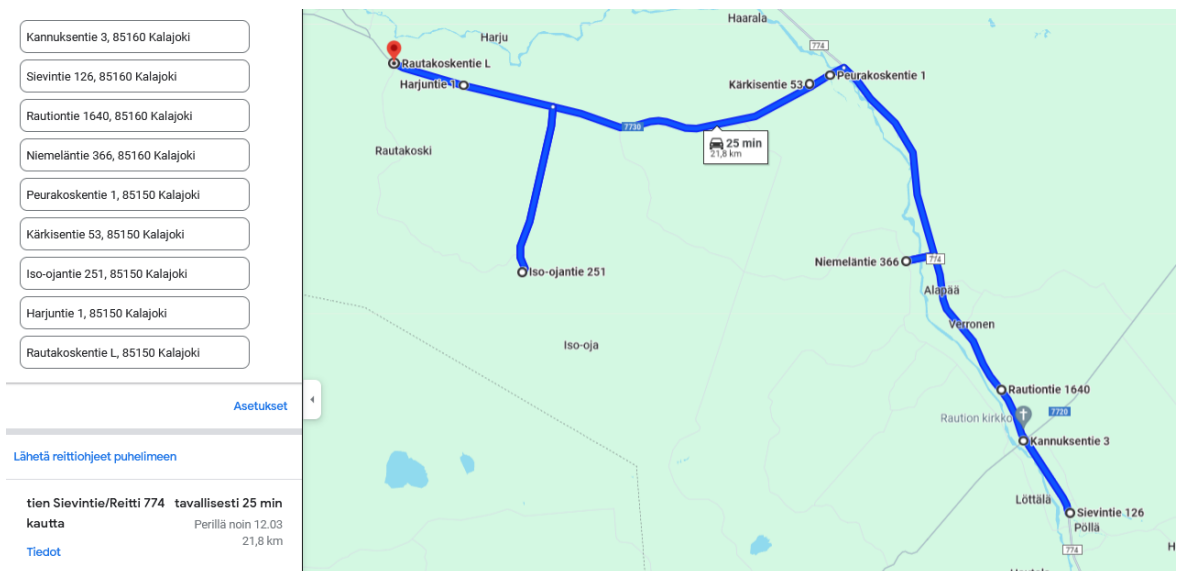 Kannuksentie 3, 85160 Kalajoki
Sievintie 126, 85160 Kalajoki
Rautiontie 1640, 85160 Kalajoki
Niemeläntie 366, 85160 Kalajoki
Peurakoskentie 1, 85150 Kalajoki
Kärkisentie 53, 85150 Kalajoki
Iso-ojantie 251, 85150 Kalajoki
Harjuntie 1, 85150 Kalajoki
Rautakoskentie L, 85150 Kalajoki
Asetukset
Lähetä reittiohjeet puhelimeen
tien Sievintie/Reitti 774 tavallisesti 25 min
kautta Perillä noin 12.03
21,8 km
Tiedot
Haarala
Harju
774
Rautakoskentie L
Peurakoskentie 1
Harjuntie 1
Kärkisentie 53
7730
25 min
21,8 km
Rautakoski
Niemeläntie 366
774
Iso-ojantie 251
Alapää
Verronen
Iso-oja
Rautiontie 1640
Raution kirkko
7720
Kannuksentie 3
Löttälä
Sievintie 126
Pöllä
774
H